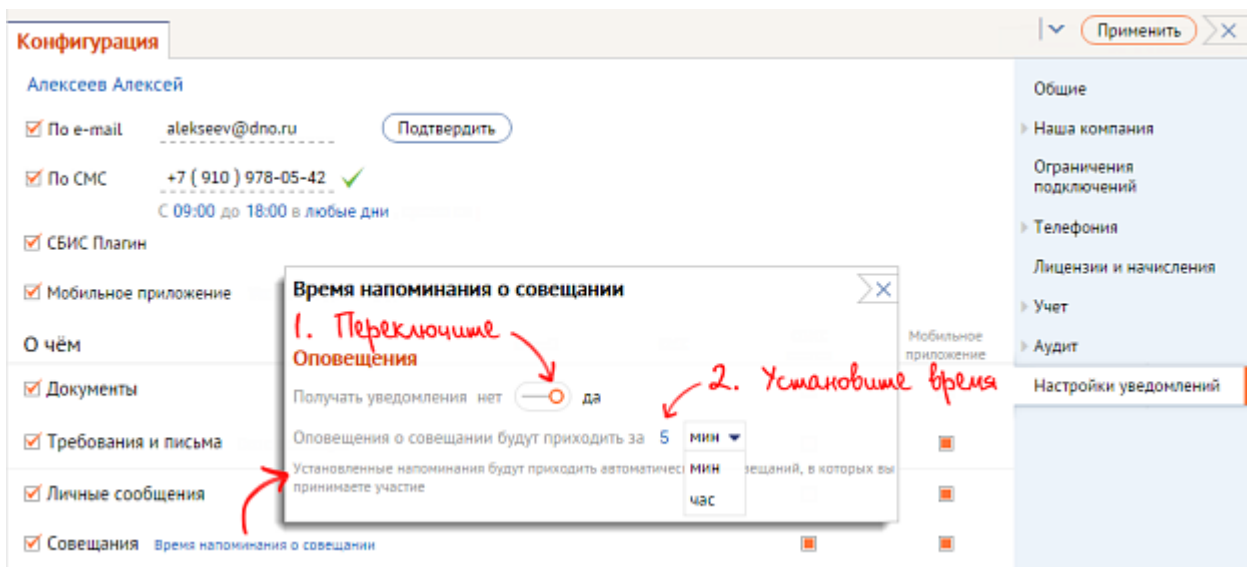 Конфигурация
Применить
Алексеев Алексей
По e-mail alekseev@dno.ru Подтвердить
По СМС +7 ( 910 ) 978-05-42
С 09:00 до 18:00 в любые дни
СБИС Плагин
Мобильное приложение
О чём
Мобильное
приложение
Документы
Требования и письма
Личные сообщения
Совещания Время напоминания о совещании
Время напоминания о совещании
1. Переключите
Оповещения
2. Установите время
Получать уведомления нет да
Оповещения о совещании будут приходить за 5 мин
мин
час
Установленные напоминания будут приходить
принимаете участие
в которых вы
Общие
Наша компания
Ограничения
подключений
Телефония
Лицензии и начисления
Учет
Аудит
Настройки уведомлений